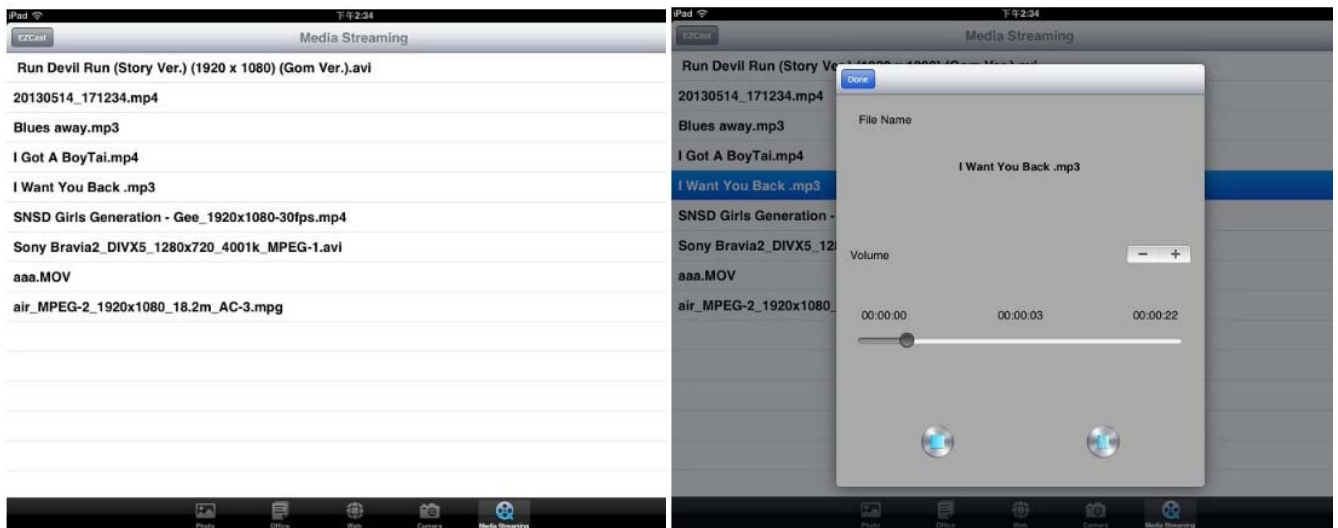 iPad
下午2:34
EZCast
Media Streaming
Run Devil Run (Story Ver.) (1920 x 1080) (Gom Ver.).avi
20130514_171234.mp4
Blues away.mp3
I Got A BoyTai.mp4
I Want You Back .mp3
SNSD Girls Generation - Gee_1920x1080-30fps.mp4
Sony Bravia2_DIVX5_1280x720_4001k_MPEG-1.avi
aaa.MOV
air_MPEG-2_1920x1080_18.2m_AC-3.mpg
Photo Office Web Camera Media Streaming
iPad
下午2:34
EZCast
Media Streaming
Run Devil Run (Story Ve
Done
20130514_171234.mp4
Blues away.mp3
I Got A BoyTai.mp4
I Want You Back .mp3
SNSD Girls Generation -
Sony Bravia2_DIVX5_12
aaa.MOV
air_MPEG-2_1920x1080_
File Name
I Want You Back .mp3
Volume
- +
00:00:00 00:00:03 00:00:22
Photo Office Web Camera Media Streaming